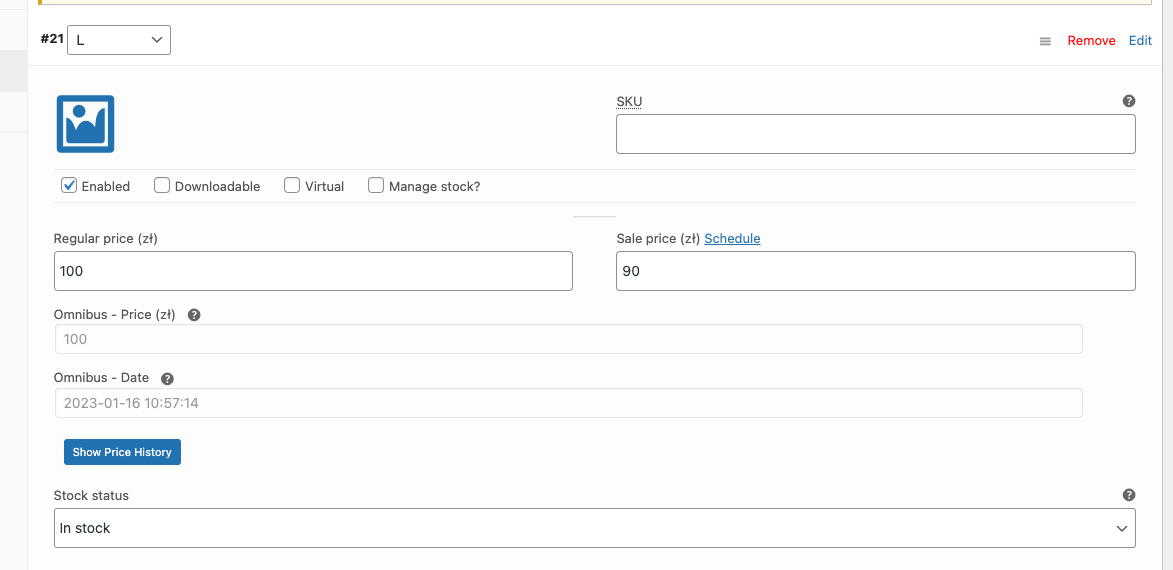 #21 L Remove Edit
SKU ?
Enabled Downloadable Virtual Manage stock?
Regular price (zł) Sale price (zł) Schedule
100 90
Omnibus - Price (zł) ?
100
Omnibus - Date ?
2023-01-16 10:57:14
Show Price History
Stock status ?
In stock